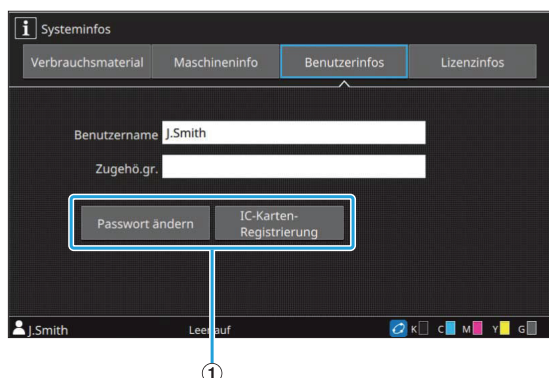 i Systeminfos
Verbrauchsmaterial Maschineninfo Benutzerinfos Lizenzinfos
Benutzername J.Smith
Zugehö.gr.
Passwort ändern IC-Karten-
Registrierung
J.Smith Leerlauf K C M Y G
①